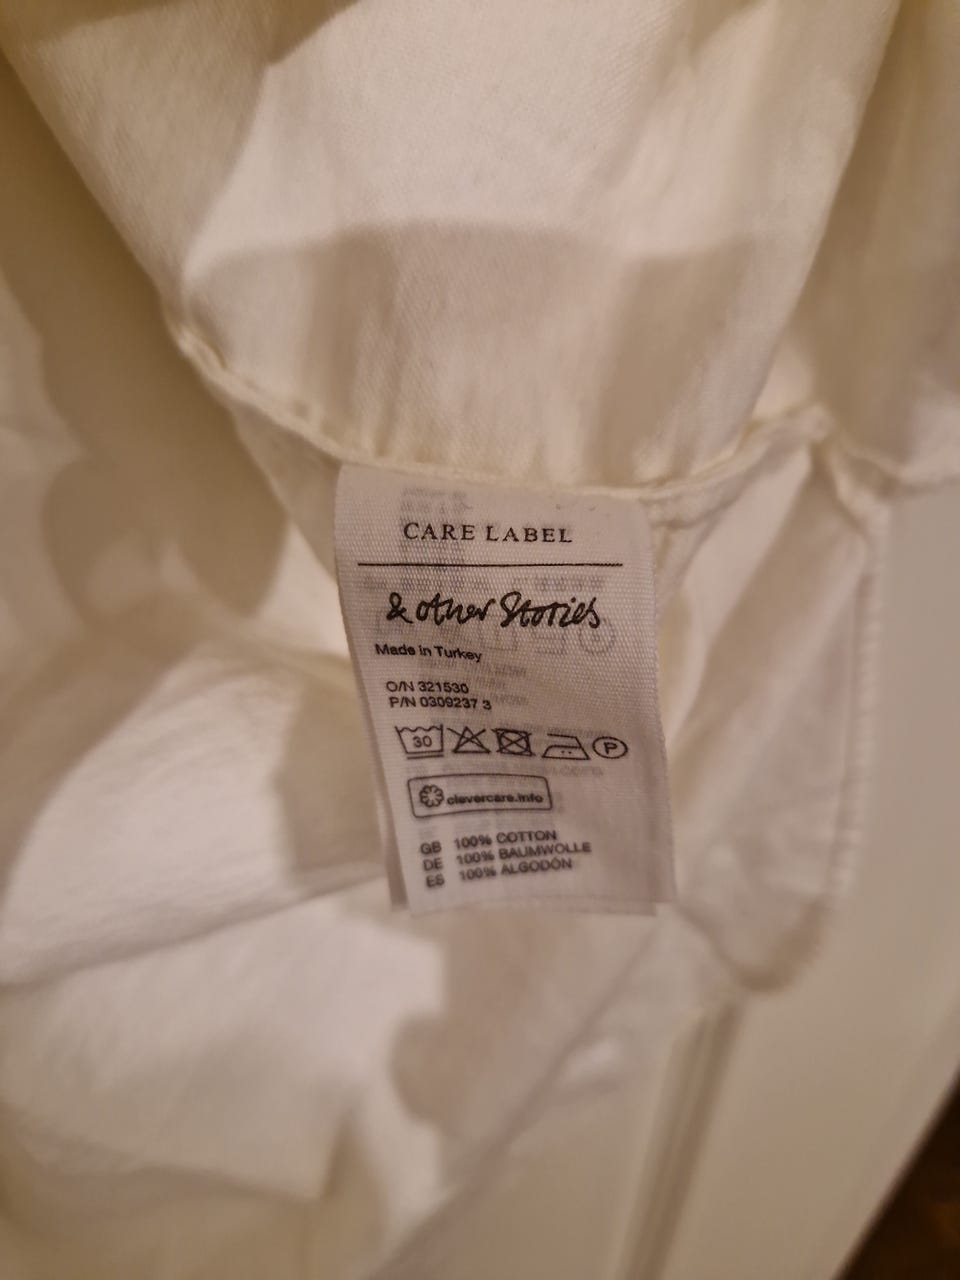 CARE LABEL
& other Stories
Made in Turkey
O/N 321530
P/N 0309237 3
30 P
clevercare.info
GB 100% COTTON
DE 100% BAUMWOLLE
ES 100% ALGODÓN